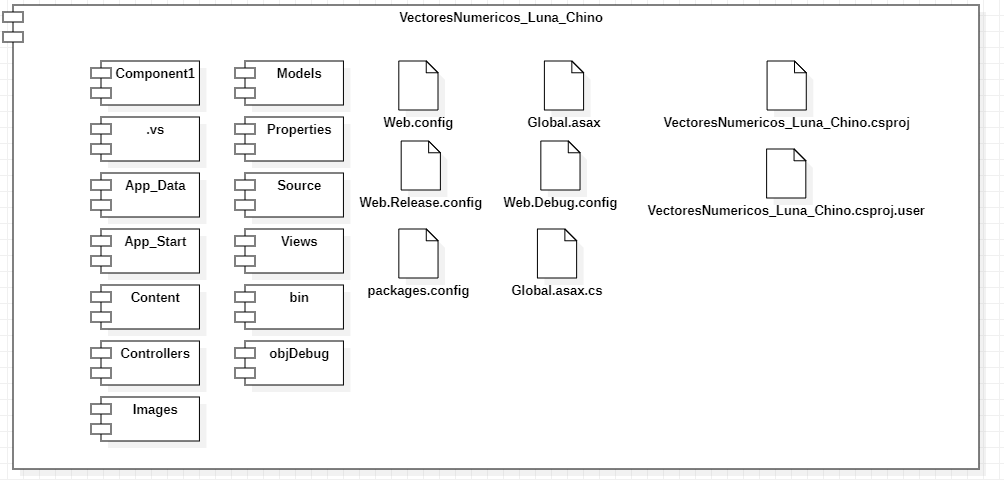 VectoresNumericos_Luna_Chino
Component1
Models
.vs
Properties
App_Data
Source
App_Start
Views
Content
bin
Controllers
objDebug
Images
Web.config
Global.asax
VectoresNumericos_Luna_Chino.csproj
Web.Release.config
Web.Debug.config
VectoresNumericos_Luna_Chino.csproj.user
packages.config
Global.asax.cs